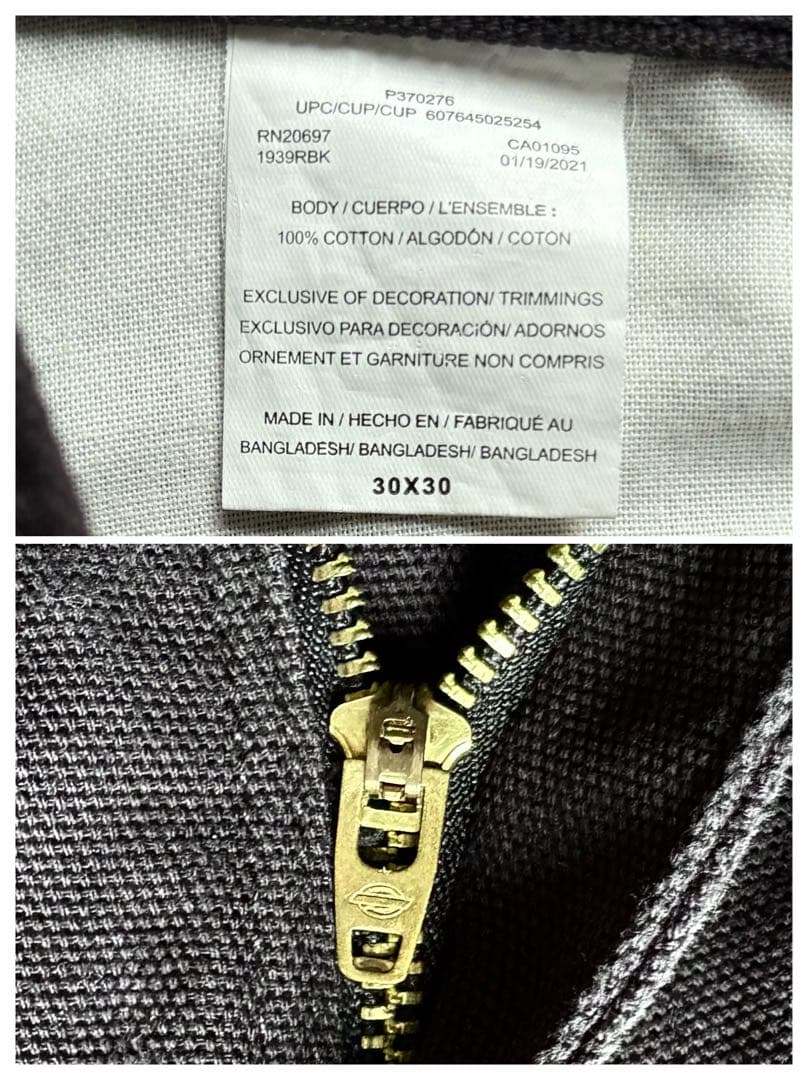 P370276
UPC/CUP/CUP 607645025254
RN20697 CA01095
1939RBK 01/19/2021
BODY / CUERPO / L'ENSEMBLE :
100% COTTON / ALGODÓN / COTON
EXCLUSIVE OF DECORATION/ TRIMMINGS
EXCLUSIVO PARA DECORACIÓN/ ADORNOS
ORNEMENT ET GARNITURE NON COMPRIS
MADE IN / HECHO EN / FABRIQUÉ AU
BANGLADESH/ BANGLADESH/ BANGLADESH
30X30